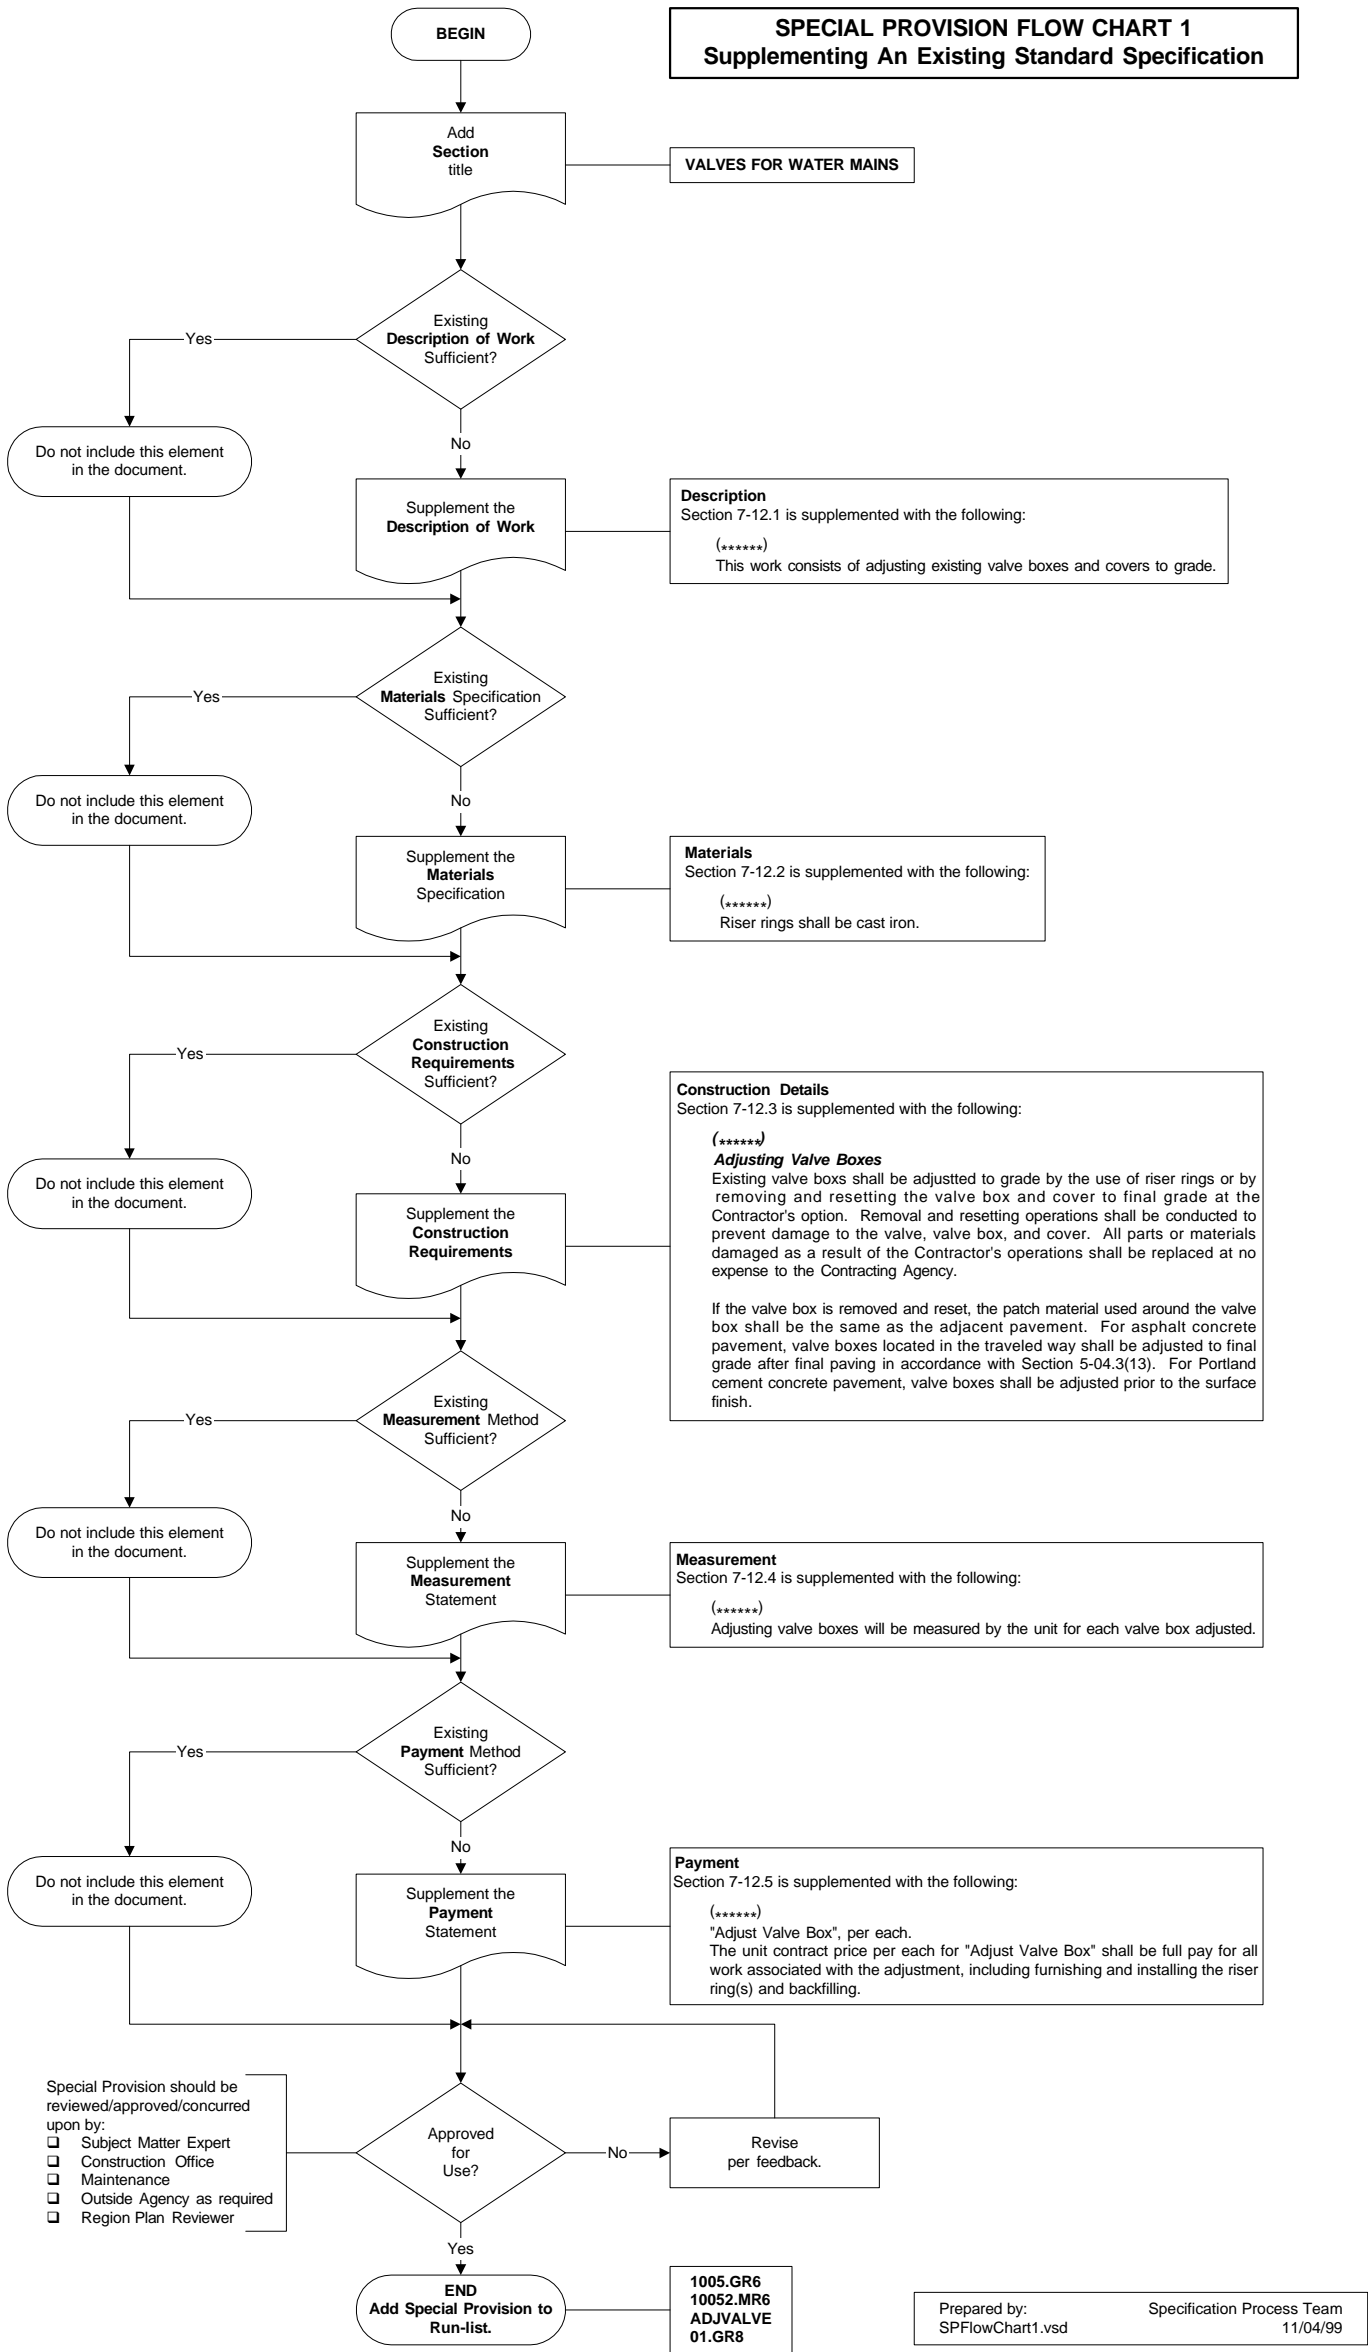 BEGIN
SPECIAL PROVISION FLOW CHART 1
Supplementing An Existing Standard Specification
Add
Section
title
VALVES FOR WATER MAINS
Existing
Description of Work
Sufficient?
Yes
Do not include this element
in the document.
No
Supplement the
Description of Work
Description
Section 7-12.1 is supplemented with the following:
(******)
This work consists of adjusting existing valve boxes and covers to grade.
Existing
Materials Specification
Sufficient?
Yes
Do not include this element
in the document.
No
Supplement the
Materials
Specification
Materials
Section 7-12.2 is supplemented with the following:
(******)
Riser rings shall be cast iron.
Existing
Construction
Requirements
Sufficient?
Yes
Do not include this element
in the document.
No
Supplement the
Construction
Requirements
Construction Details
Section 7-12.3 is supplemented with the following:
(******)
Adjusting Valve Boxes
Existing valve boxs shall be adjustted to grade by the use of riser rings or by
removing and resetting the valve box and cover to final grade at the
Contractor's option. Removal and resetting operations shall be conducted to
prevent damage to the valve, valve box, and cover. All parts or materials
damaged as a result of the Contractor's operations shall be replaced at no
expense to the Contracting Agency.
If the valve box is removed and reset, the patch material used around the valve
box shall be the same as the adjacent pavement. For asphalt concrete
pavement, valve boxes located in the traveled way shall be adjusted to final
grade after final paving in accordance with Section 5-04.3(13). For Portland
cement concrete pavement, valve boxes shall be adjusted prior to the surface
finish.
Existing
Measurement Method
Sufficient?
Yes
Do not include this element
in the document.
No
Supplement the
Measurement
Statement
Measurement
Section 7-12.4 is supplemented with the following:
(******)
Adjusting valve boxes will be measured by the unit for each valve box adjusted.
Existing
Payment Method
Sufficient?
Yes
Do not include this element
in the document.
No
Supplement the
Payment
Statement
Payment
Section 7-12.5 is supplemented with the following:
(******)
"Adjust Valve Box", per each.
The unit contract price per each for "Adjust Valve Box" shall be full pay for all
work associated with the adjustment, including furnishing and installing the riser
ring(s) and backfilling.
Special Provision should be
reviewed/approved/concurred
upon by:
❑ Subject Matter Expert
❑ Construction Office
❑ Maintenance
❑ Outside Agency as required
❑ Region Plan Reviewer
Approved
for
Use?
No
Revise
per feedback.
Yes
END
Add Special Provision to
Run-list.
1005.GR6
10052.MR6
ADJVALVE
01.GR8
Prepared by: Specification Process Team
SPFlowChart1.vsd 11/04/99